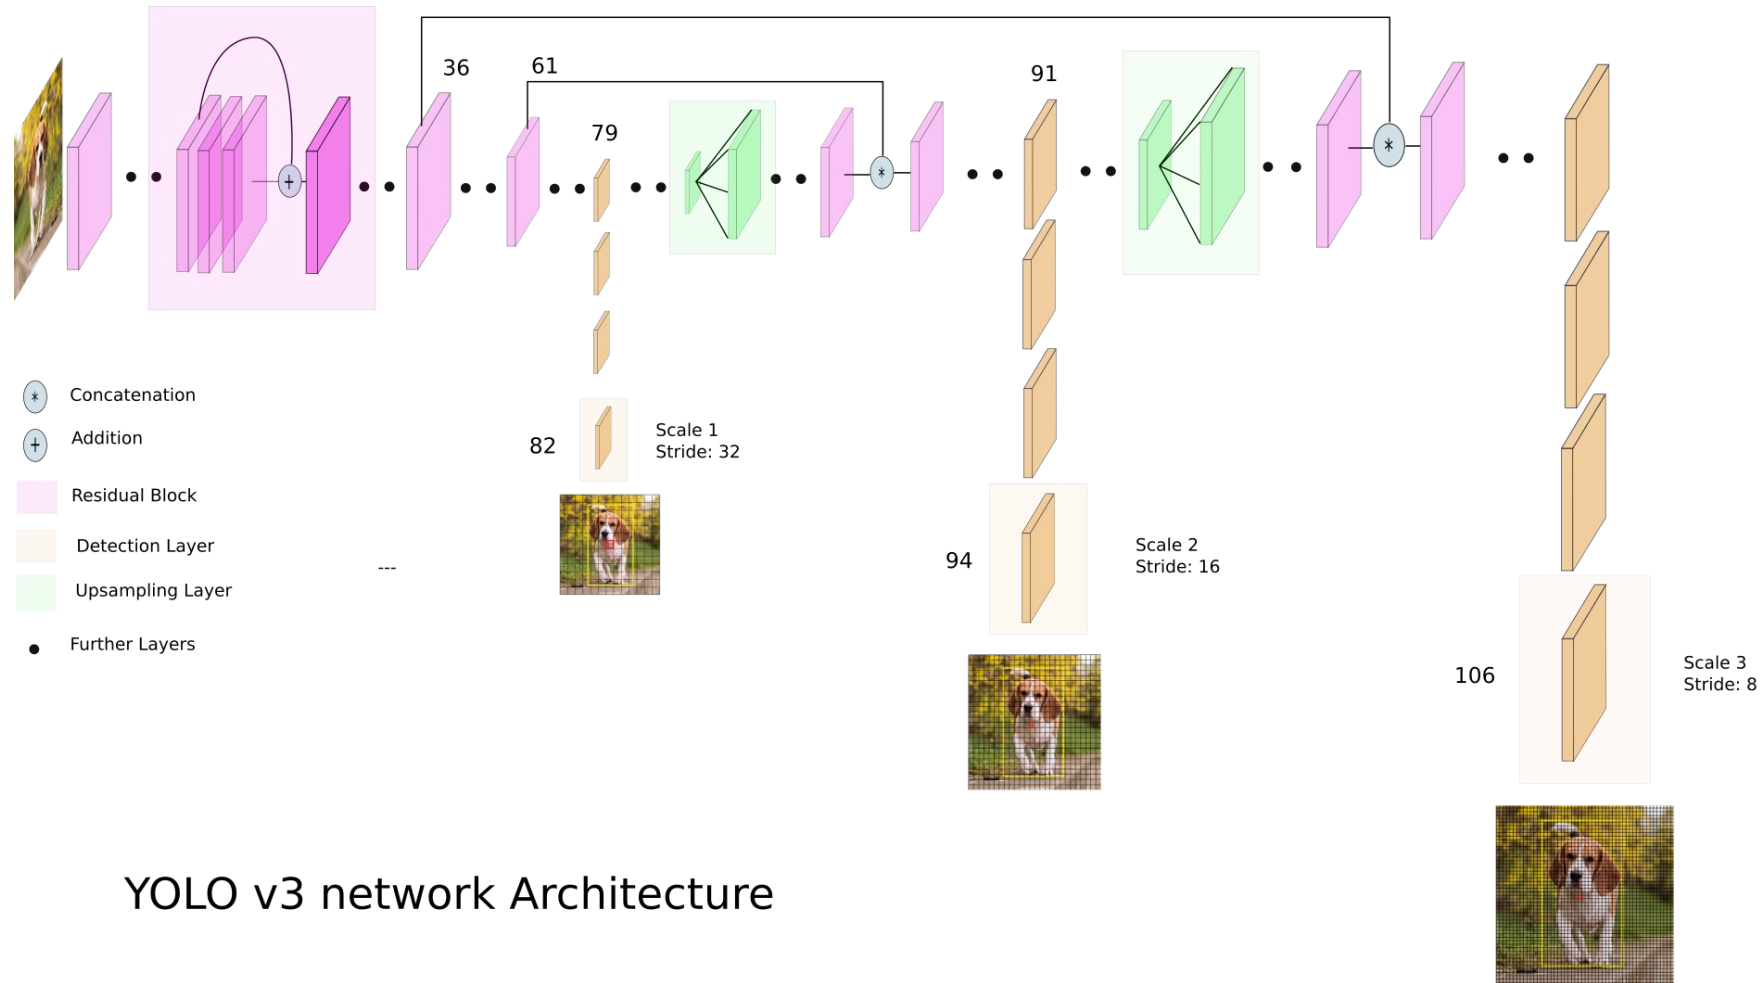 36
61
79
91
Concatenation
Addition
Residual Block
Detection Layer
Upsampling Layer
Further Layers
---
82
Scale 1
Stride: 32
94
Scale 2
Stride: 16
106
Scale 3
Stride: 8
YOLO v3 network Architecture